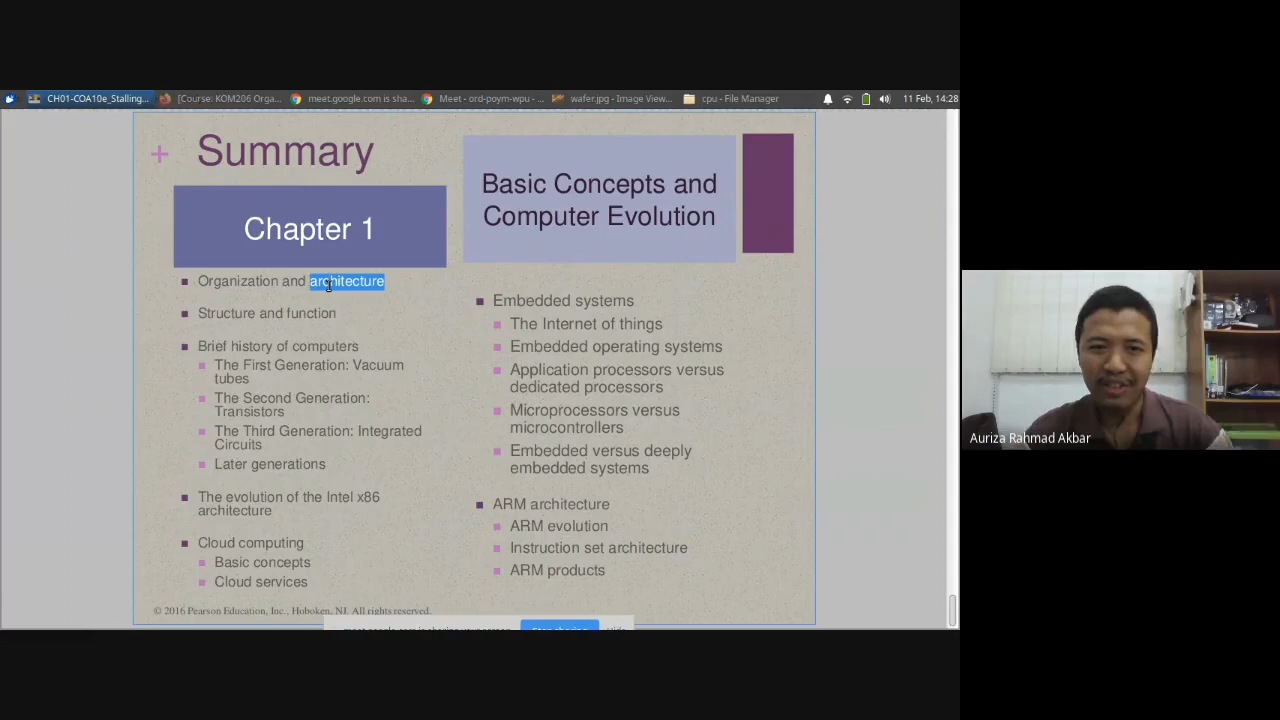 CH01-COA10e_Stalling...
[Course: KOM206 Orga...
meet.google.com is sha...
Meet - ord-poym-wpu - ...
wafer.jpg - Image View...
cpu - File Manager
11 Feb, 14:28
+ Summary
Chapter 1
Basic Concepts and
Computer Evolution
Organization and architecture
Structure and function
Brief history of computers
The First Generation: Vacuum
tubes
The Second Generation:
Transistors
The Third Generation: Integrated
Circuits
Later generations
The evolution of the Intel x86
architecture
Cloud computing
Basic concepts
Cloud services
Embedded systems
The Internet of things
Embedded operating systems
Application processors versus
dedicated processors
Microprocessors versus
microcontrollers
Embedded versus deeply
embedded systems
ARM architecture
ARM evolution
Instruction set architecture
ARM products
© 2016 Pearson Education, Inc., Hoboken, NJ. All rights reserved.
Auriza Rahmad Akbar